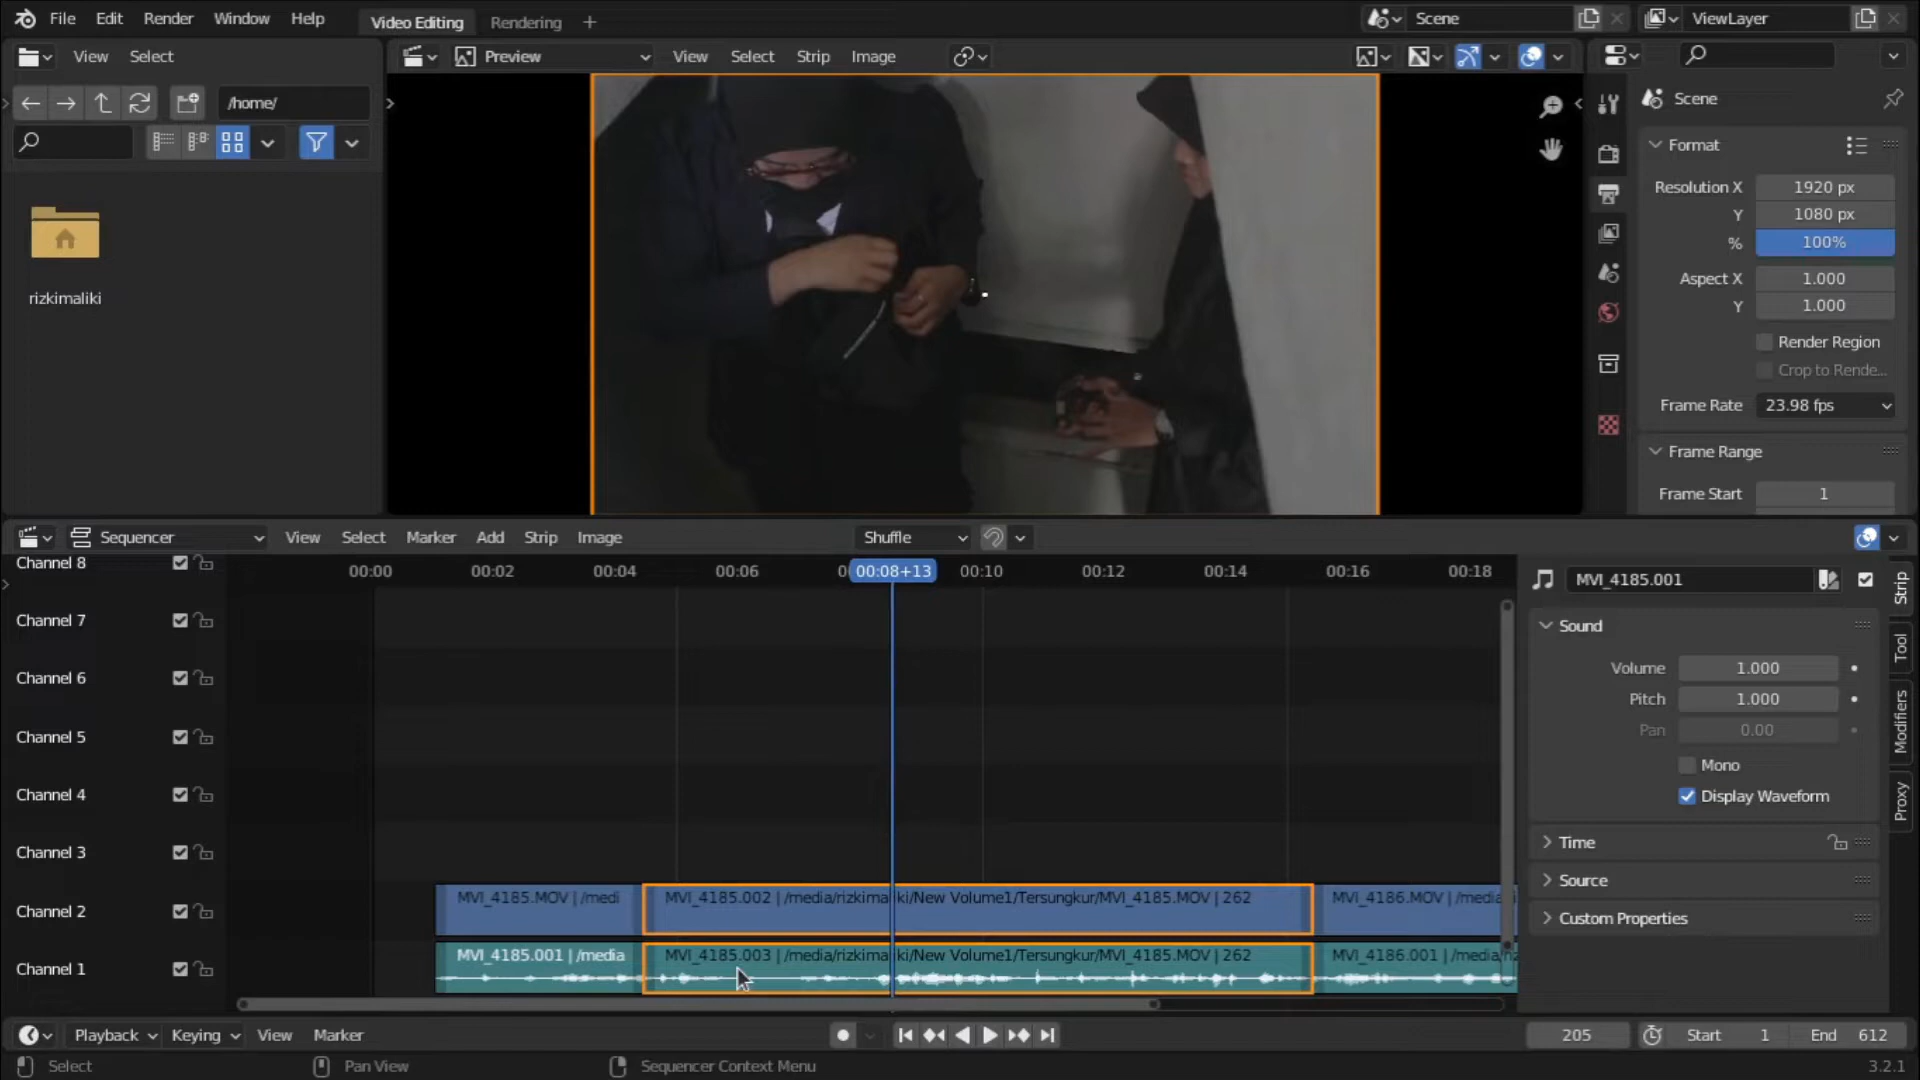 File Edit Render Window Help Video Editing Rendering + Scene ViewLayer
View Select Preview View Select Strip Image
/home/ Scene
rizkimaliki
Format
Resolution X 1920 px
Y 1080 px
% 100%
Aspect X 1.000
Y 1.000
Render Region
Crop to Rende...
Frame Rate 23.98 fps
Frame Range
Frame Start 1
Sequencer View Select Marker Add Strip Image Shuffle
00:00 00:02 00:04 00:06 00:08+13 00:10 00:12 00:14 00:16 00:18
Channel 8
Channel 7
Channel 6
Channel 5
Channel 4
Channel 3
Channel 2
Channel 1
MVI_4185.MOV | /medi MVI_4185.002 | /media/rizkimaliki/New Volume1/Tersungkur/MVI_4185.MOV | 262 MVI_4186.MOV | /media
MVI_4185.001 | /media MVI_4185.003 | /media/rizkimaliki/New Volume1/Tersungkur/MVI_4185.MOV | 262 MVI_4186.001 | /media/riz
MVI_4185.001
Sound
Volume 1.000
Pitch 1.000
Pan 0.00
Mono
Display Waveform
Time
Source
Custom Properties
Strip
Tool
Modifiers
Proxy
Playback Keying View Marker 205 Start 1 End 612
Select Pan View Sequencer Context Menu 3.2.1